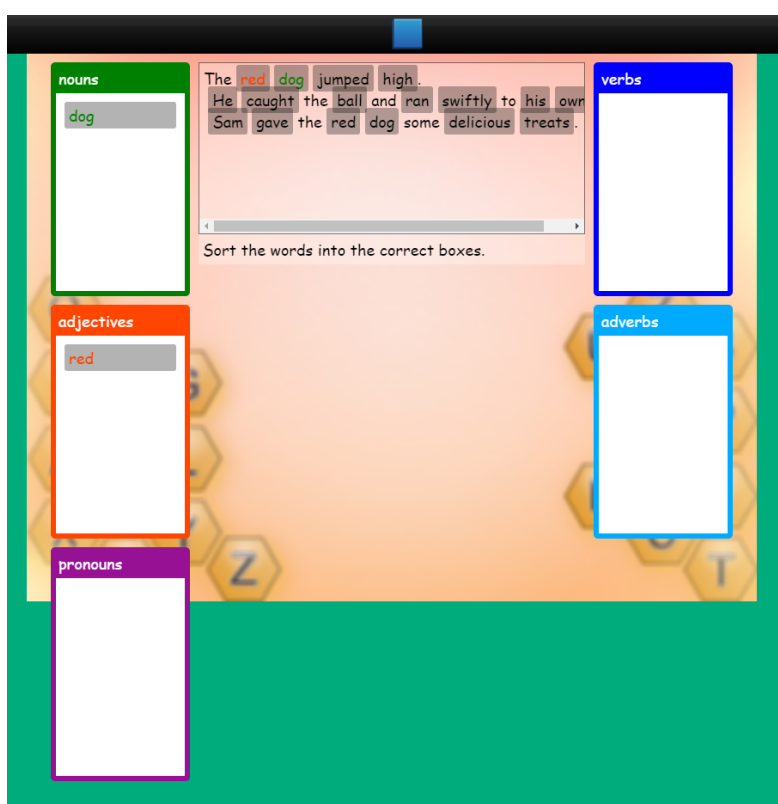 nouns
dog
The red dog jumped high.
He caught the ball and ran swiftly to his own
Sam gave the red dog some delicious treats.
Sort the words into the correct boxes.
verbs
adjectives
red
adverbs
pronouns
Z
T